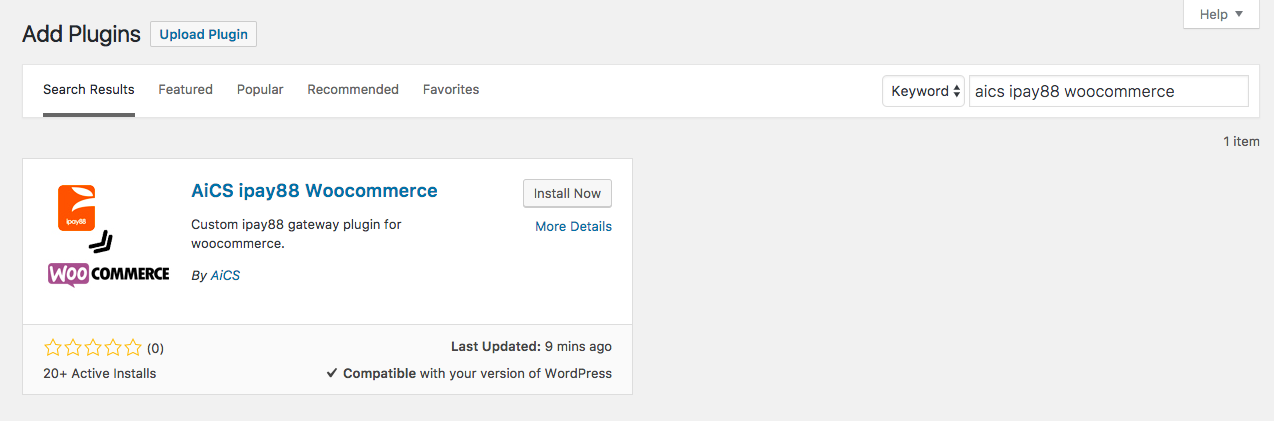 Help
Add Plugins Upload Plugin
Search Results Featured Popular Recommended Favorites Keyword aics ipay88 woocommerce
1 item
AiCS ipay88 Woocommerce Install Now
ipay88
Custom ipay88 gateway plugin for More Details
woocommerce.
WOO COMMERCE By AiCS
(0) Last Updated: 9 mins ago
20+ Active Installs Compatible with your version of WordPress